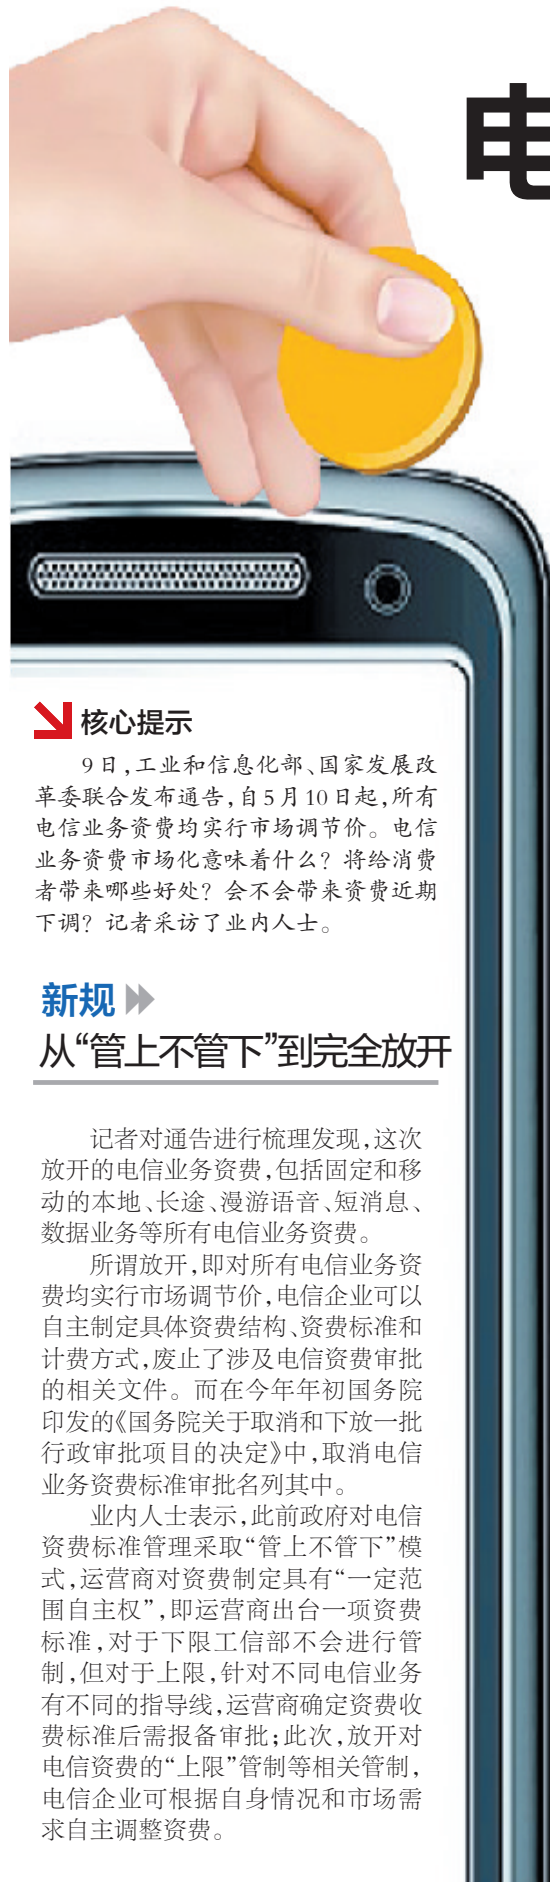 电
核心提示
9日,工业和信息化部、国家发展改
革委联合发布通告,自5月10日起,所有
电信业务资费均实行市场调节价。电信
业务资费市场化意味着什么? 将给消费
者带来哪些好处? 会不会带来资费近期
下调? 记者采访了业内人士。
新规
从“管上不管下”到完全放开
记者对通告进行梳理发现,这次
放开的电信业务资费,包括固定和移
动的本地、长途、漫游语音、短消息、
数据业务等所有电信业务资费。
所谓放开,即对所有电信业务资
费均实行市场调节价,电信企业可以
自主制定具体资费结构、资费标准和
计费方式,废止了涉及电信资费审批
的相关文件。而在今年年初国务院
印发的《国务院关于取消和下放一批
行政审批项目的决定》中,取消电信
业务资费标准审批名列其中。
业内人士表示,此前政府对电信
资费标准管理采取“管上不管下”模
式,运营商对资费制定具有“一定范
围自主权”,即运营商出台一项资费
标准,对于下限工信部不会进行管
制,但对于上限,针对不同电信业务
有不同的指导线,运营商确定资费收
费标准后需报备审批;此次,放开对
电信资费的“上限”管制等相关管制,
电信企业可根据自身情况和市场需
求自主调整资费。